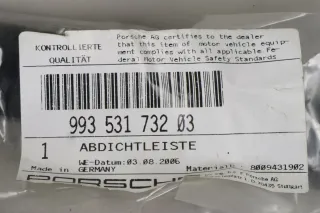 KONTROLLIERTE
QUALITÄT
Porsche AG certifies to the dealer
that this item of motor vehicle equip
ment complies with all applicable Fe-
deral Motor Vehicle Safety Standards
993 531 732 03
1 ABDICHTLEISTE
WE-Datum:03.08.2006
Made in GERMANY
Material 8009431902
PORSCHE